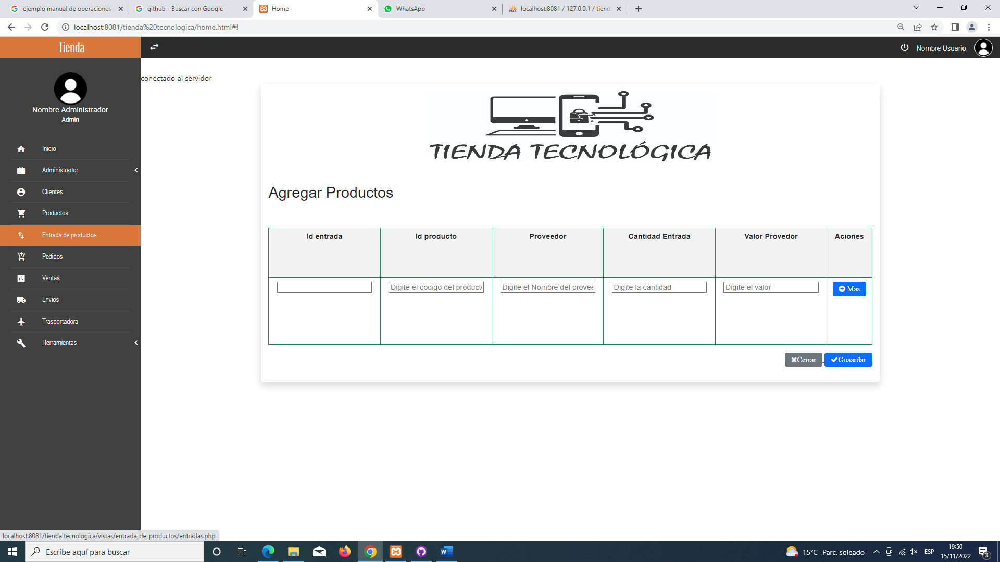 ejemplo manual de operaciones
github - Buscar con Google
Home
WhatsApp
localhost:8081 / 127.0.0.1 / tiend
localhost:8081/tienda%20tecnologica/home.html#!
Tienda
Nombre Usuario
conectado al servidor
Nombre Administrador
Admin
Inicio
Administrador
Clientes
Productos
Entrada de productos
Pedidos
Ventas
Envios
Trasportadora
Herramientas
TIENDA TECNOLÓGICA
Agregar Productos
Id entrada
Id producto
Proveedor
Cantidad Entrada
Valor Provedor
Aciones
Digite el codigo del product
Digite el Nombre del provee
Digite la cantidad
Digite el valor
Mas
Cerrar
Guaardar
localhost:8081/tienda tecnologica/vistas/entrada_de_productos/entradas.php
Escribe aquí para buscar
15°C Parc. soleado
ESP
19:50
15/11/2022
3